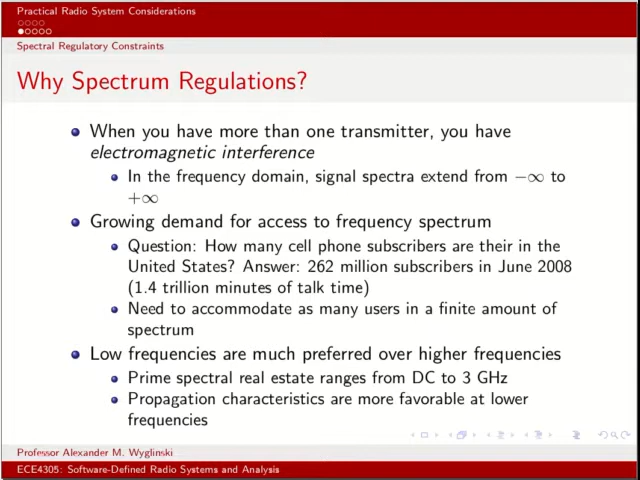 Practical Radio System Considerations
Spectral Regulatory Constraints
Why Spectrum Regulations?
When you have more than one transmitter, you have
electromagnetic interference
In the frequency domain, signal spectra extend from −∞ to
+∞
Growing demand for access to frequency spectrum
Question: How many cell phone subscribers are their in the
United States? Answer: 262 million subscribers in June 2008
(1.4 trillion minutes of talk time)
Need to accommodate as many users in a finite amount of
spectrum
Low frequencies are much preferred over higher frequencies
Prime spectral real estate ranges from DC to 3 GHz
Propagation characteristics are more favorable at lower
frequencies
Professor Alexander M. Wyglinski
ECE4305: Software-Defined Radio Systems and Analysis